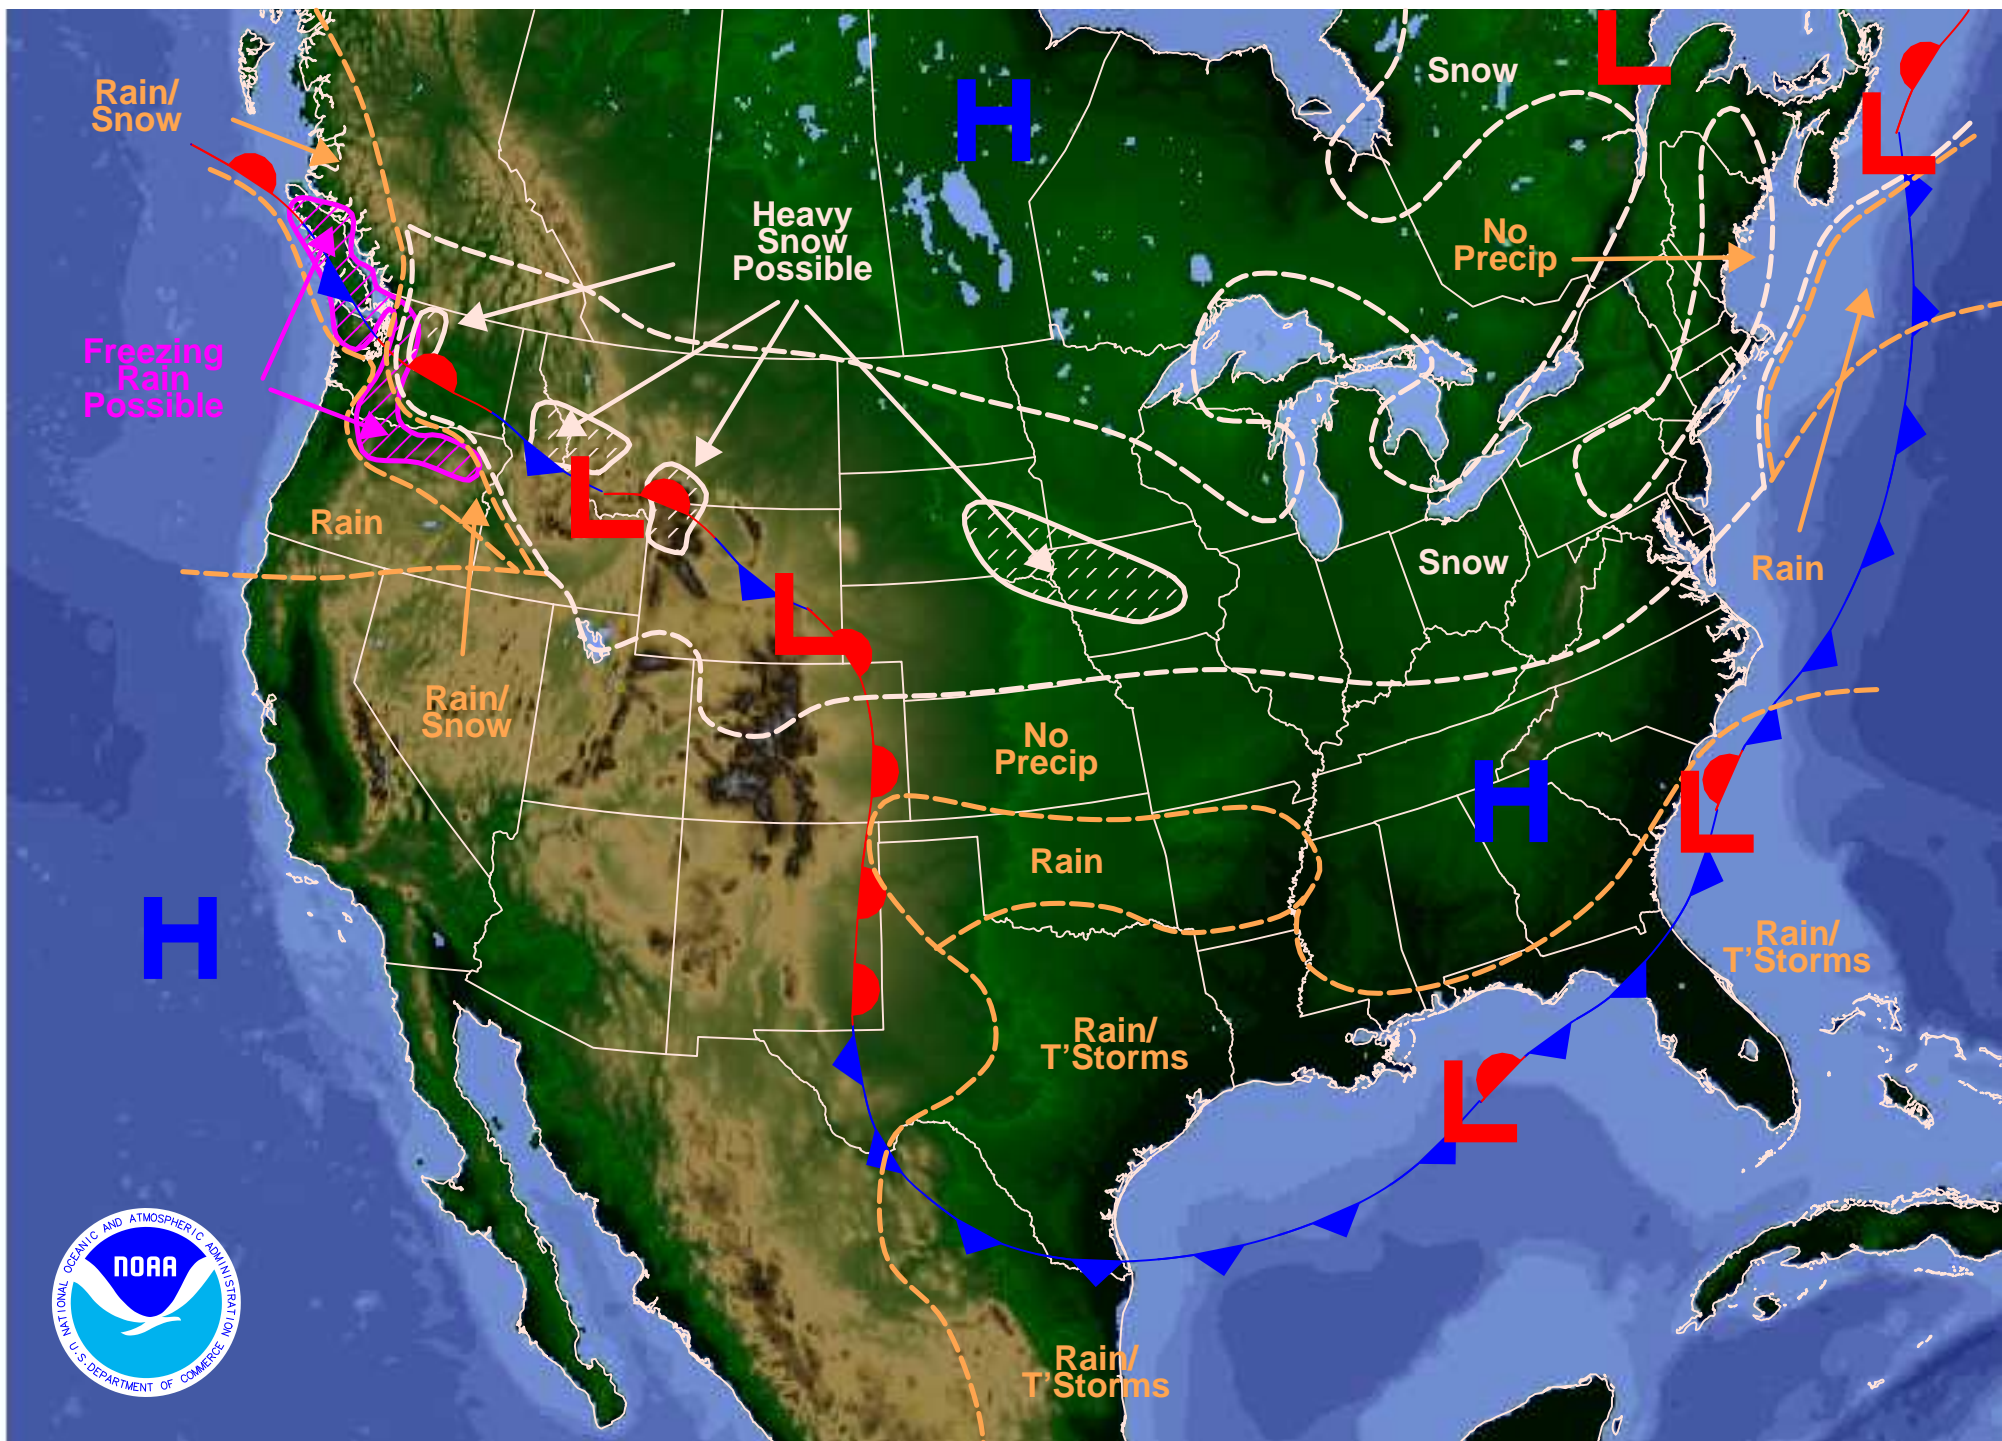 Snow
L
Rain/
Snow
H
L
Heavy
Snow
Possible
No
Precip
Freezing
Rain
Possible
L
Rain
Snow
Rain
L
Rain/
Snow
No
Precip
H
L
Rain
H
Rain/
T'Storms
Rain/
T'Storms
L
NATIONAL OCEANIC AND ATMOSPHERIC ADMINISTRATION
NOAA
U.S. DEPARTMENT OF COMMERCE
Rain/
T'Storms